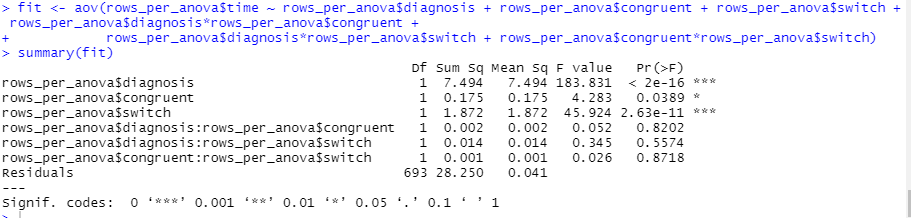 > fit <- aov(rows_per_anova$time ~ rows_per_anova$diagnosis + rows_per_anova$congruent + rows_per_anova$switch +
rows_per_anova$diagnosis*rows_per_anova$congruent +
+ rows_per_anova$diagnosis*rows_per_anova$switch + rows_per_anova$congruent*rows_per_anova$switch)
> summary(fit)
Df Sum Sq Mean Sq F value Pr(>F)
rows_per_anova$diagnosis 1 7.494 7.494 183.831 < 2e-16 ***
rows_per_anova$congruent 1 0.175 0.175 4.283 0.0389 *
rows_per_anova$switch 1 1.872 1.872 45.924 2.63e-11 ***
rows_per_anova$diagnosis:rows_per_anova$congruent 1 0.002 0.002 0.052 0.8202
rows_per_anova$diagnosis:rows_per_anova$switch 1 0.014 0.014 0.345 0.5574
rows_per_anova$congruent:rows_per_anova$switch 1 0.001 0.001 0.026 0.8718
Residuals 693 28.250 0.041
---
Signif. codes: 0 ‘***’ 0.001 ‘**’ 0.01 ‘*’ 0.05 ‘.’ 0.1 ‘ ’ 1
>